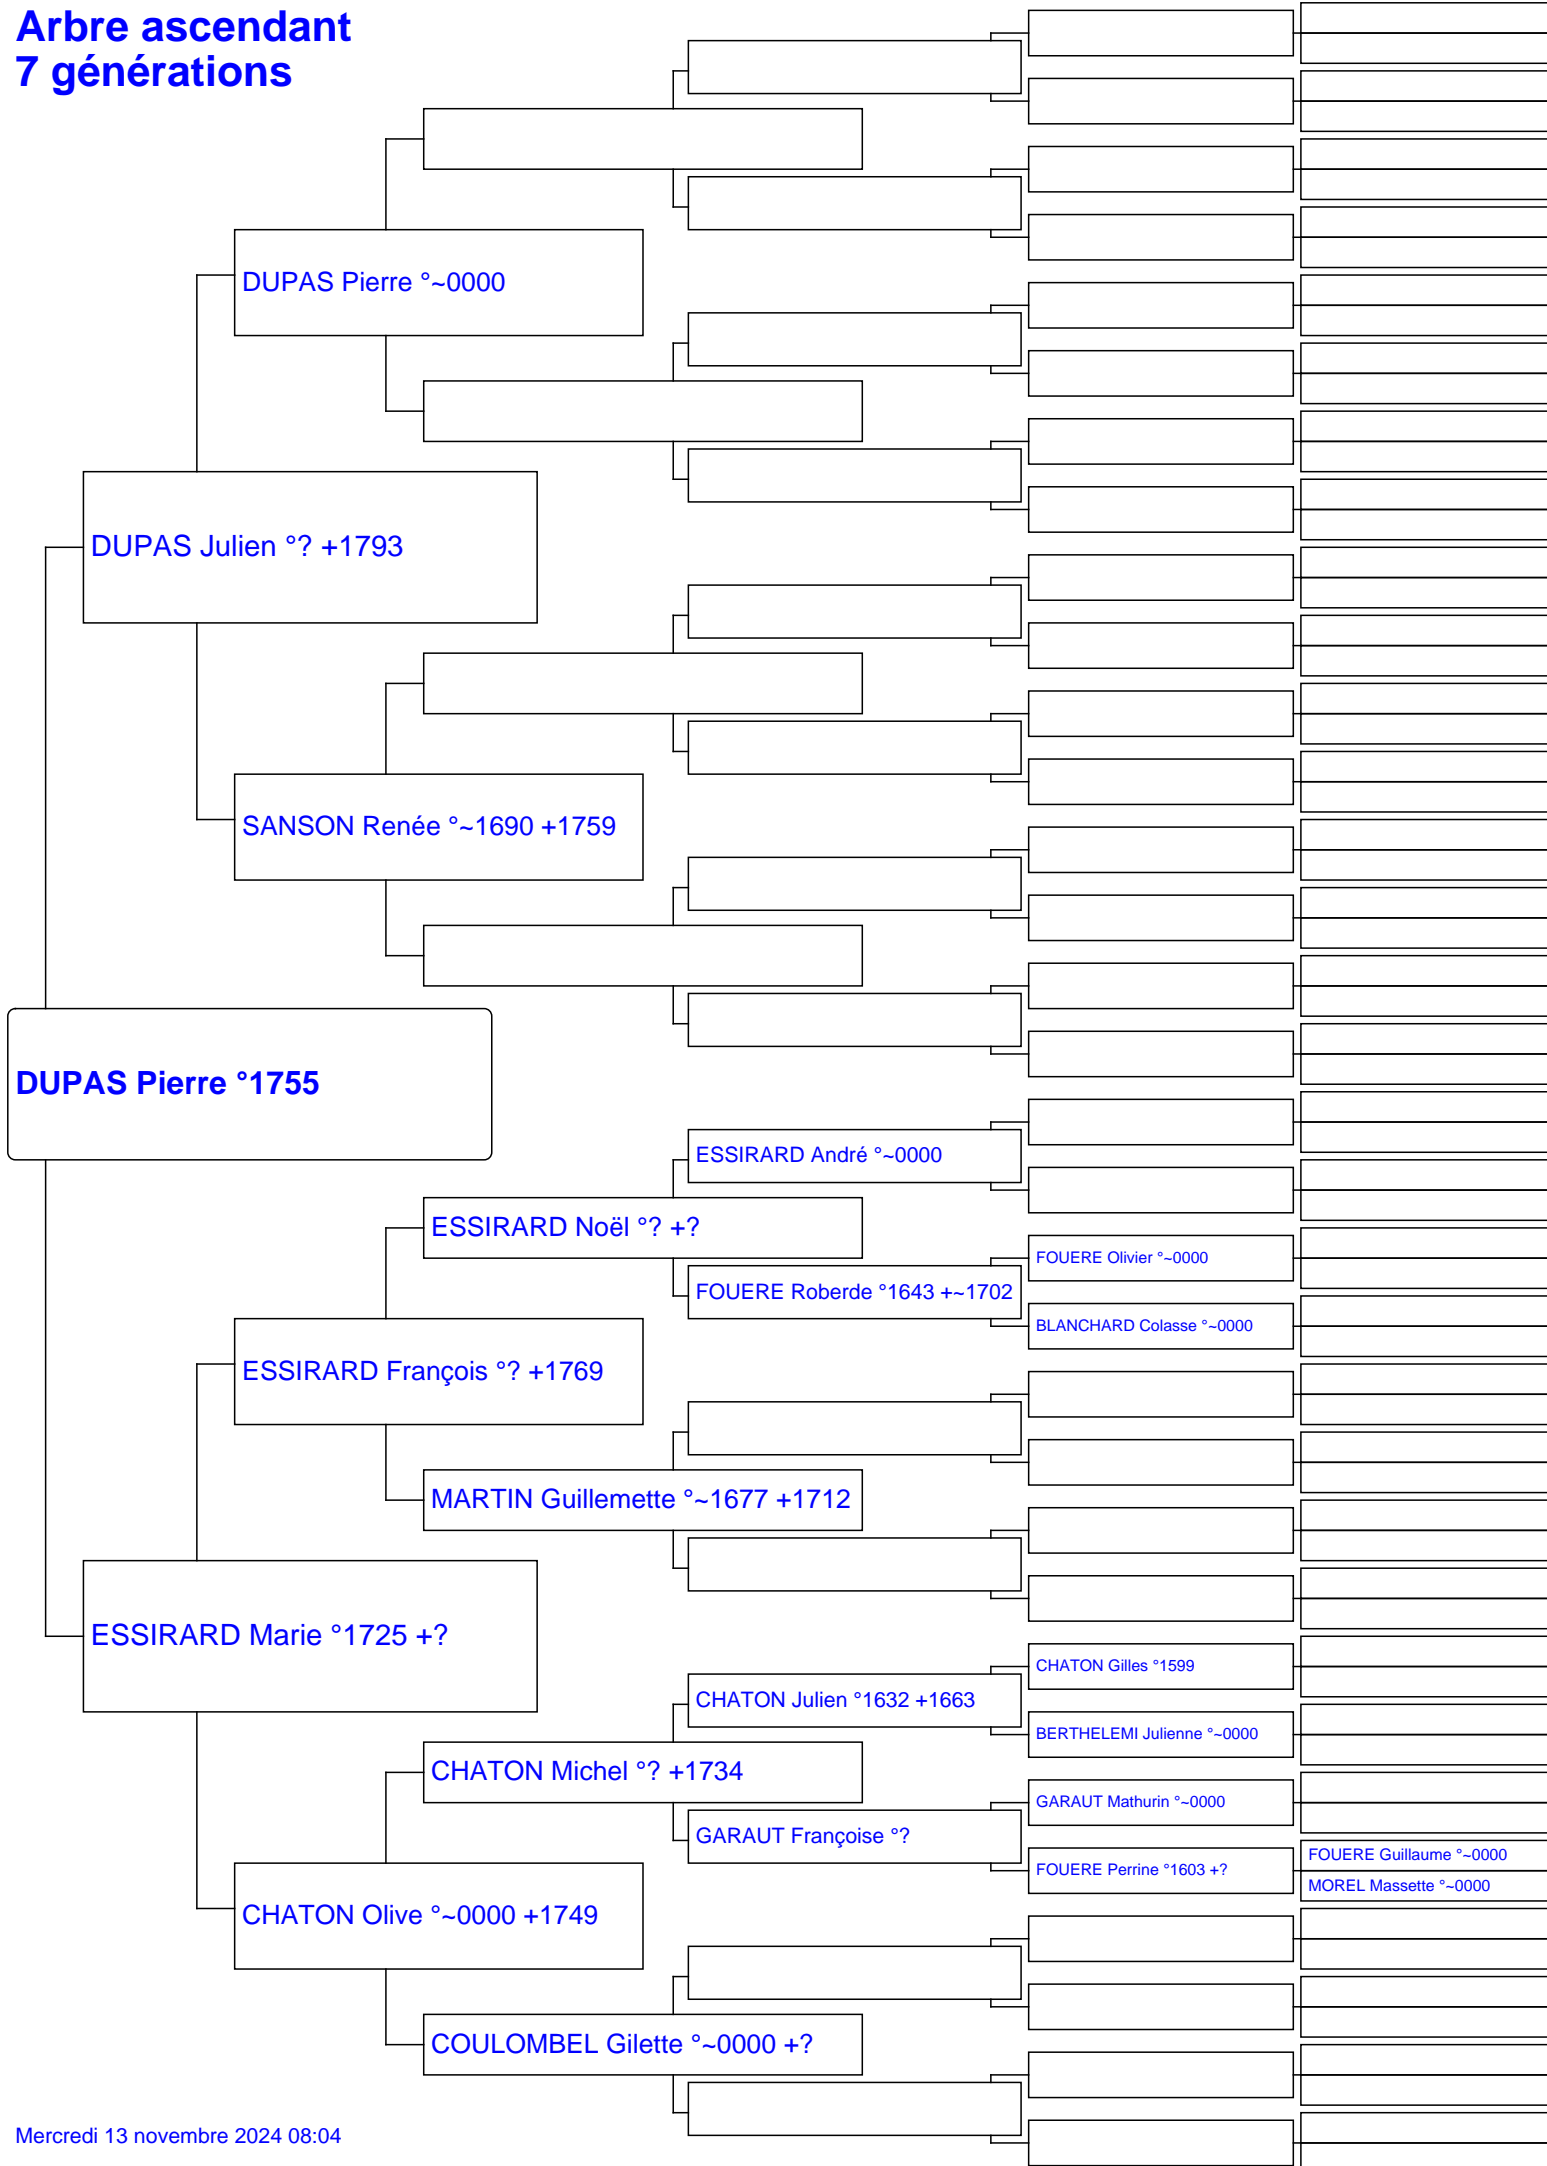 Arbre ascendant
7 générations
DUPAS Pierre °~0000
DUPAS Julien °? +1793
SANSON Renée °~1690 +1759
DUPAS Pierre °1755
ESSIRARD André °~0000
ESSIRARD Noël °? +?
FOUERE Olivier °~0000
FOUERE Roberde °1643 +~1702
BLANCHARD Colasse °~0000
ESSIRARD François °? +1769
MARTIN Guillemette °~1677 +1712
ESSIRARD Marie °1725 +?
CHATON Gilles °1599
CHATON Julien °1632 +1663
BERTHELEMI Julienne °~0000
CHATON Michel °? +1734
GARAUT Mathurin °~0000
GARAUT Françoise °?
FOUERE Guillaume °~0000
FOUERE Perrine °1603 +?
MOREL Massette °~0000
CHATON Olive °~0000 +1749
COULOMBEL Gilette °~0000 +?
Mercredi 13 novembre 2024 08:04